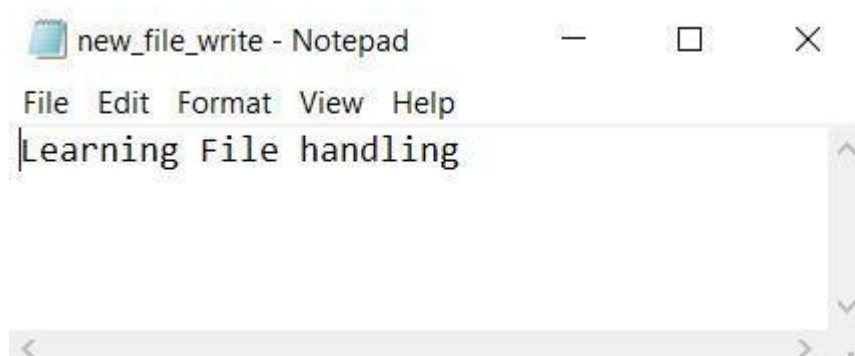 new_file_write - Notepad
File Edit Format View Help
Learning File handling